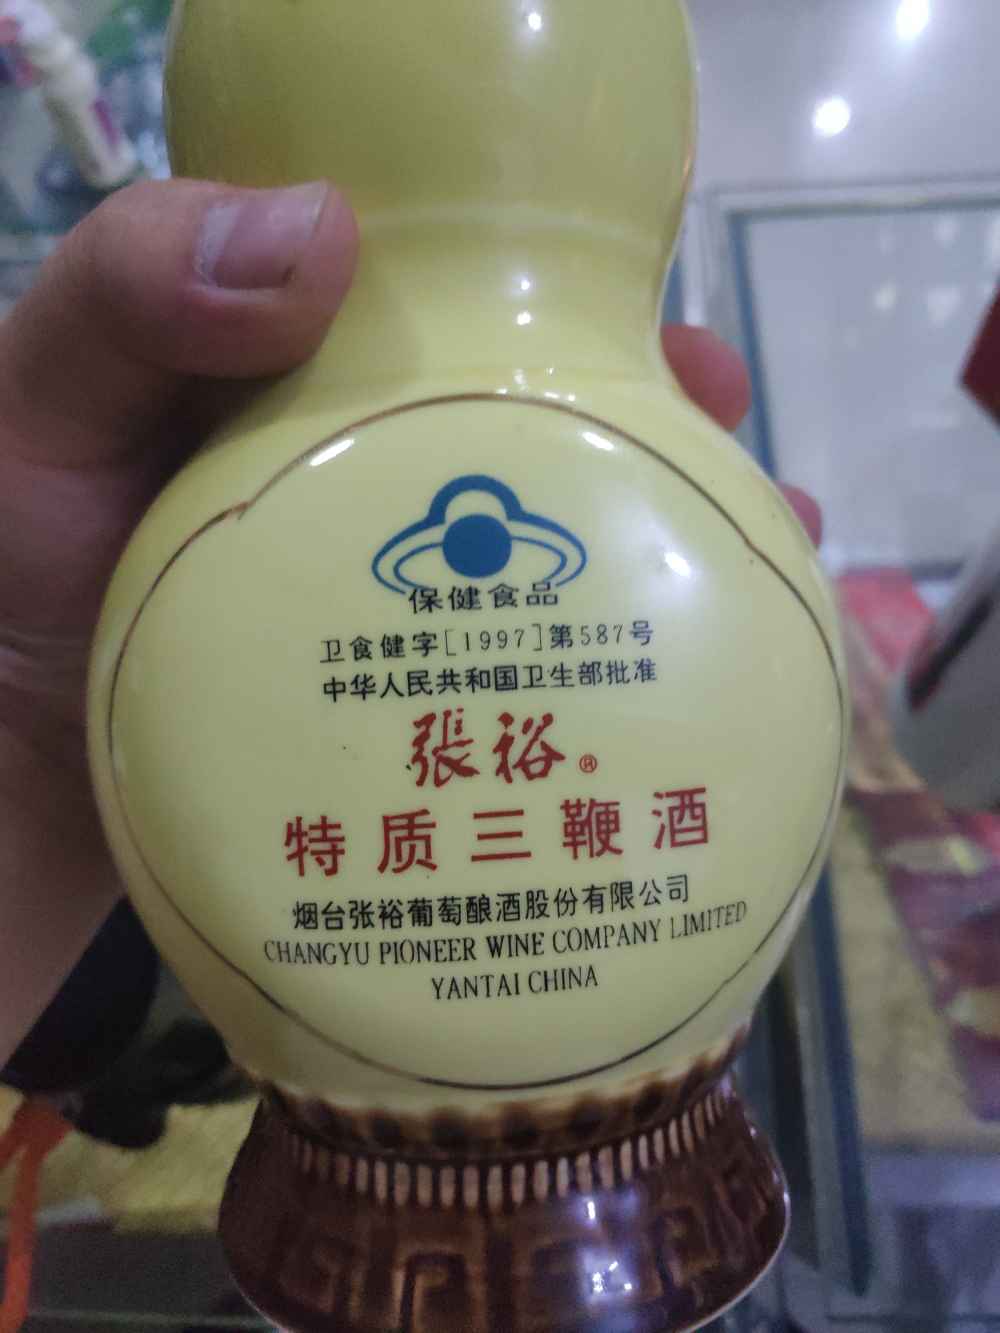 保健食品
卫食健字[1997]第587号
中华人民共和国卫生部批准
張裕®
特质三鞭酒
烟台张裕葡萄酿酒股份有限公司
CHANGYU PIONEER WINE COMPANY LIMITED
YANTAI CHINA